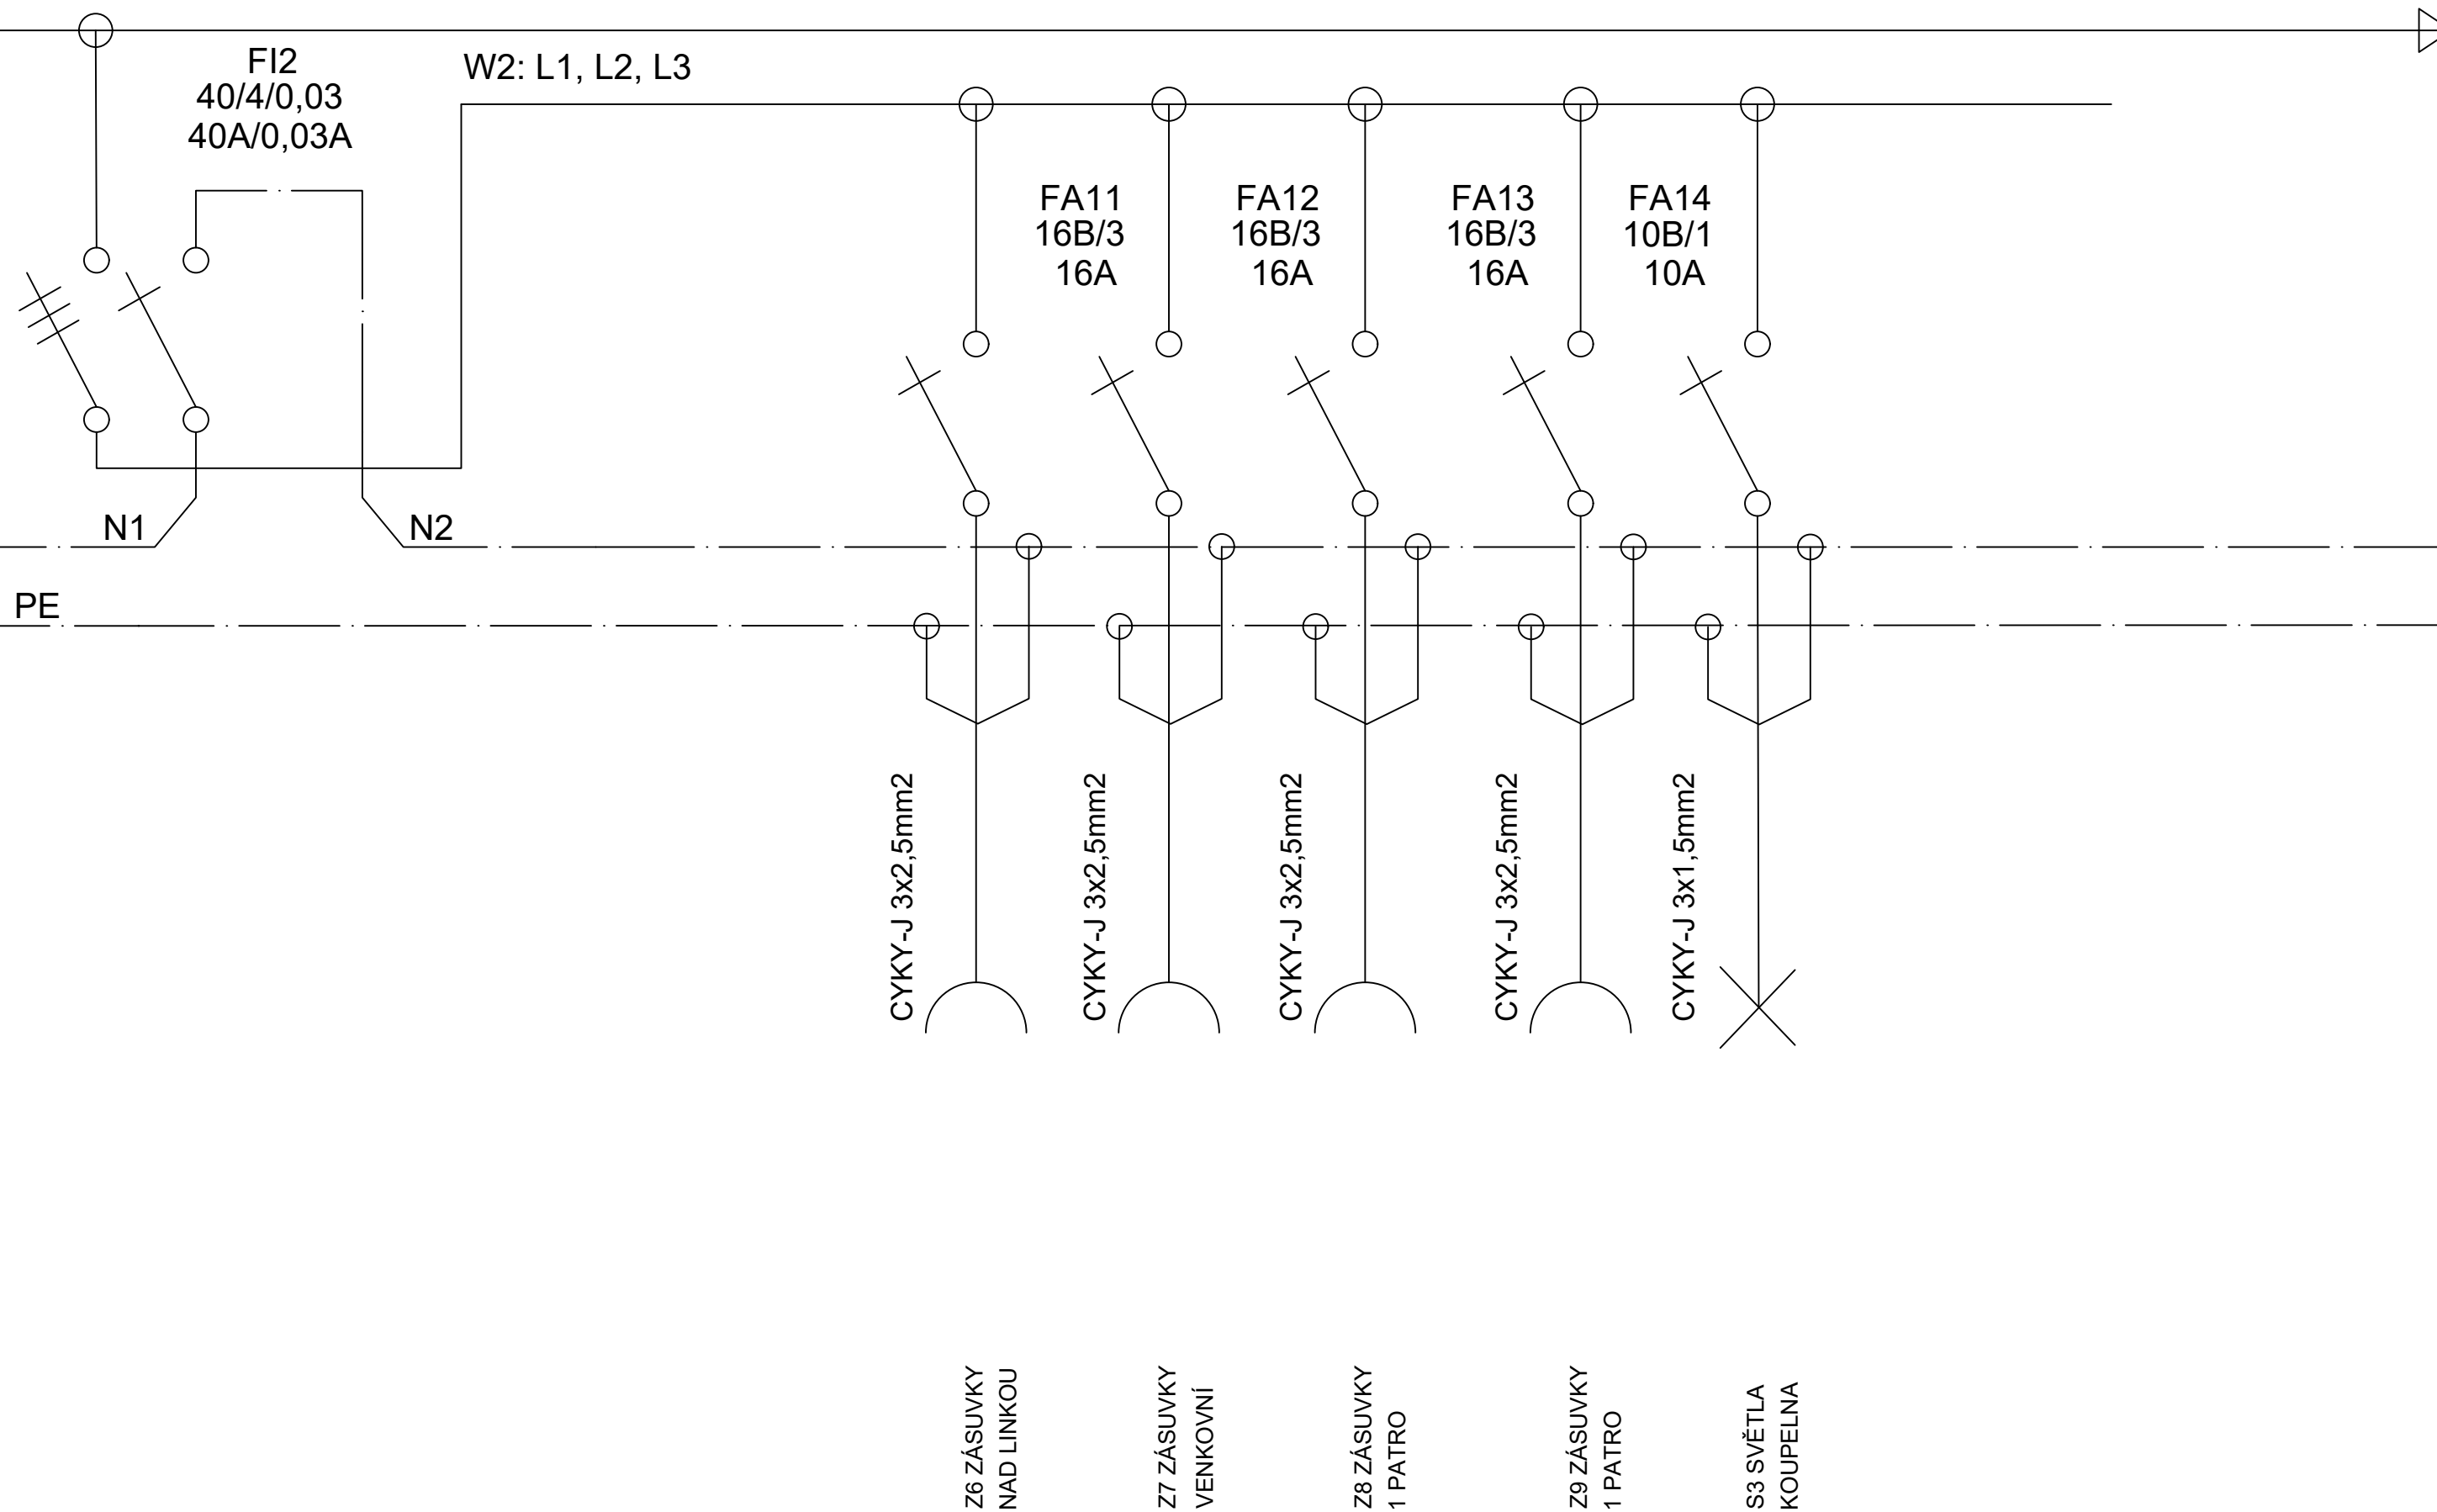 FI2
40/4/0,03
40A/0,03A
W2: L1, L2, L3
FA11
16B/3
16A
FA12
16B/3
16A
FA13
16B/3
16A
FA14
10B/1
10A
N1
N2
PE
CYKY-J 3x2,5mm2
CYKY-J 3x2,5mm2
CYKY-J 3x2,5mm2
CYKY-J 3x2,5mm2
CYKY-J 3x1,5mm2
Z6 ZÁSUVKY
NAD LINKOU
Z7 ZÁSUVKY
VENKOVNÍ
Z8 ZÁSUVKY
1 PATRO
Z9 ZÁSUVKY
1 PATRO
S3 SVĚTLA
KOUPELNA